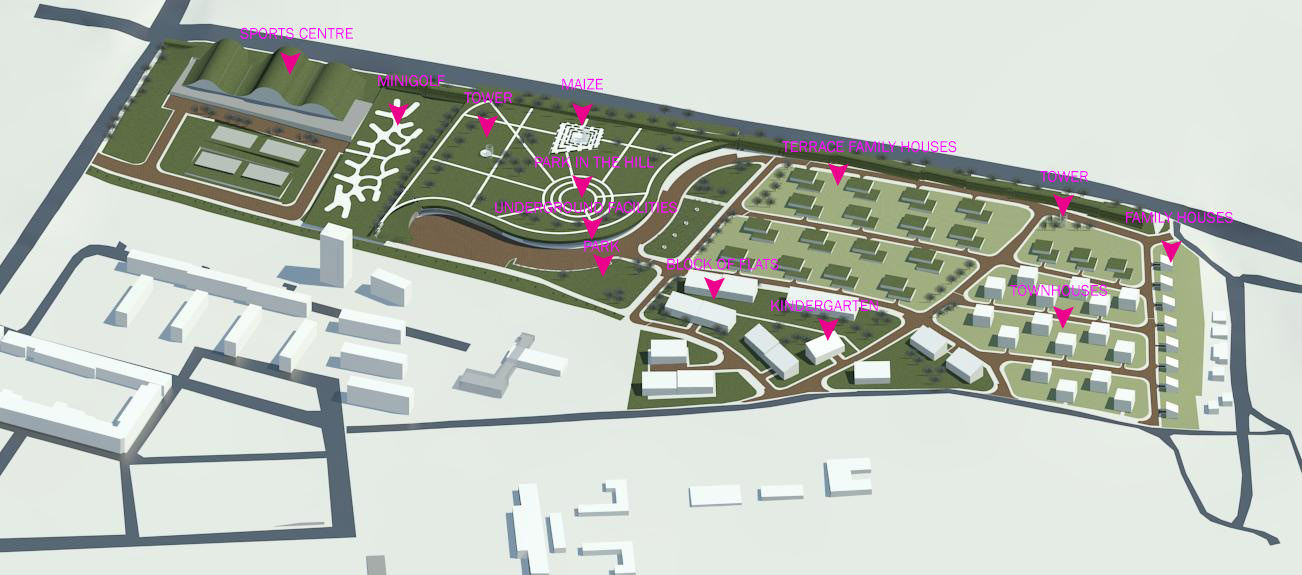 SPORTS CENTRE
MINIGOLF
TOWER
MAIZE
PARK IN THE HILL
UNDERGROUND FACILITIES
PARK
TERRACE FAMILY HOUSES
TOWER
FAMILY HOUSES
BLOCK OF FLATS
TOWNHOUSES
KINDERGARTEN